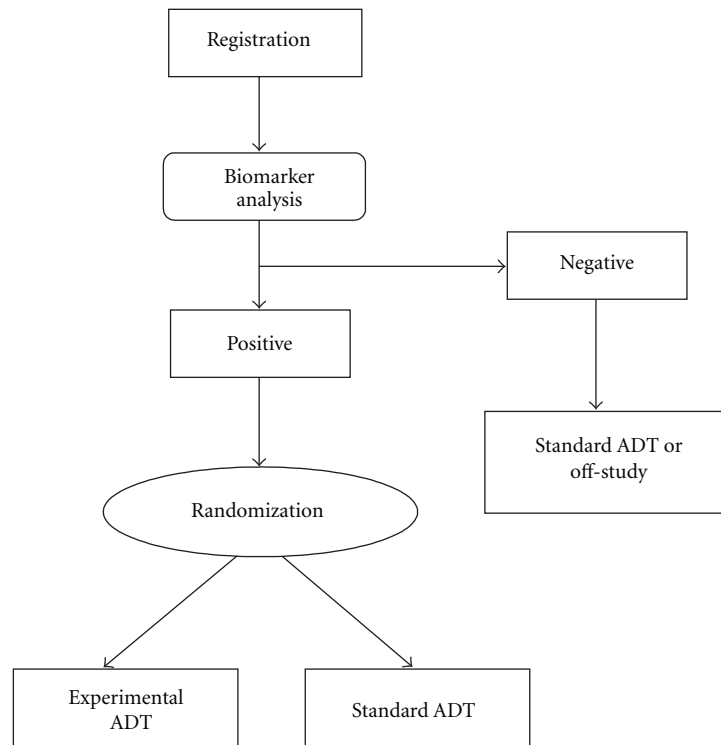 Registration
Biomarker
analysis
Negative
Positive
Standard ADT or
off-study
Randomization
Experimental
ADT
Standard ADT